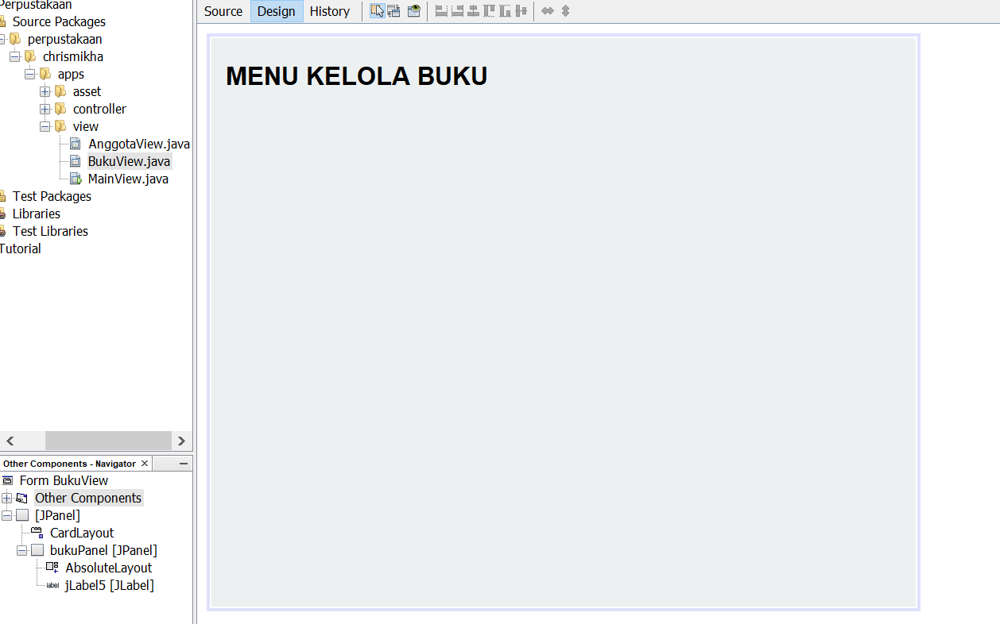 Perpustakaan
Source Packages
perpustakaan
chrismikha
apps
asset
controller
view
AnggotaView.java
BukuView.java
MainView.java
Test Packages
Libraries
Test Libraries
Tutorial
Other Components - Navigator
Form BukuView
Other Components
[JPanel]
CardLayout
bukuPanel [JPanel]
AbsoluteLayout
label jLabel5 [JLabel]
Source Design History
MENU KELOLA BUKU